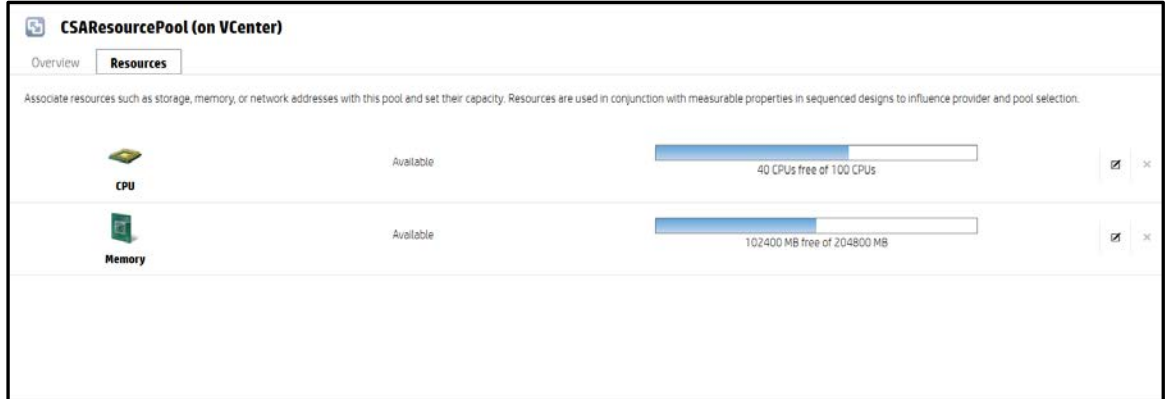 CSAResourcePool (on VCenter)
Overview Resources
Associate resources such as storage, memory, or network addresses with this pool and set their capacity. Resources are used in conjunction with measurable properties in sequenced designs to influence provider and pool selection.
CPU
Available
40 CPUs free of 100 CPUs
Memory
Available
102400 MB free of 204800 MB